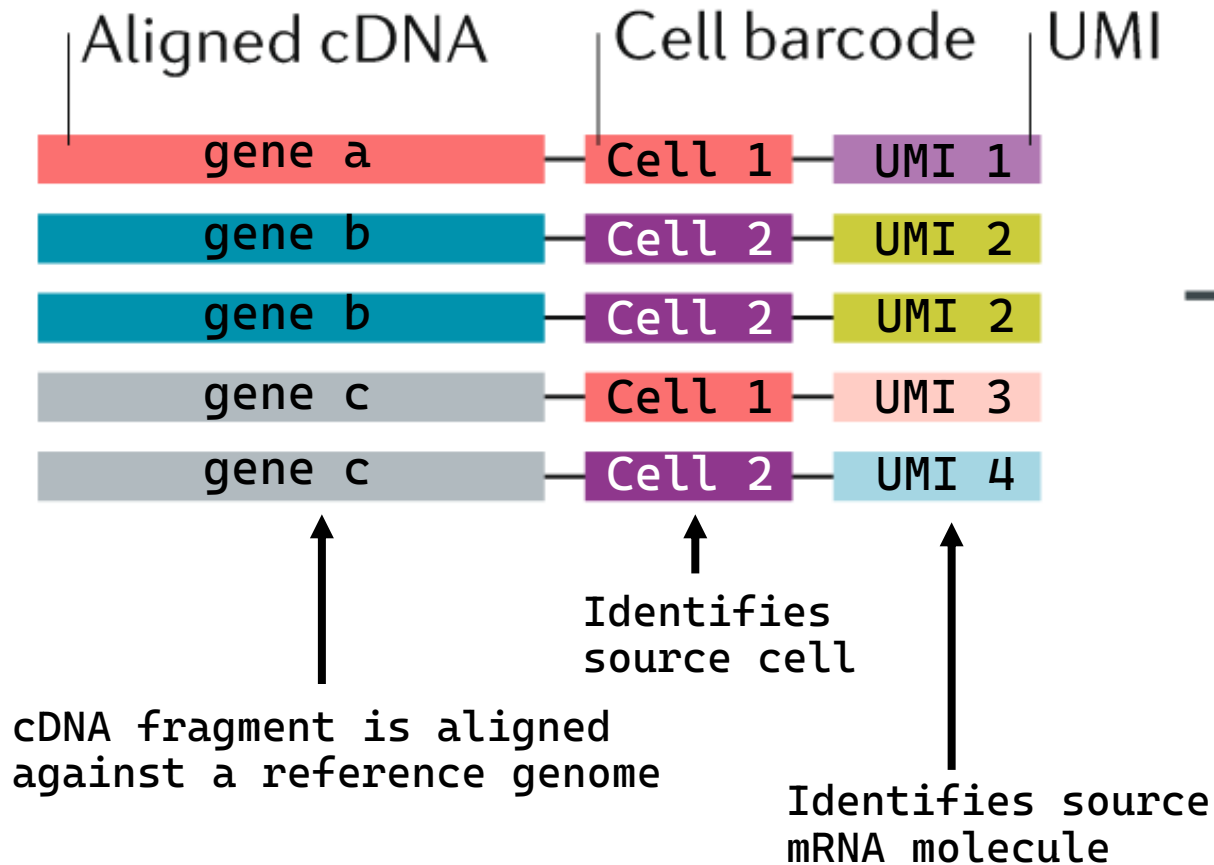 Aligned cDNA Cell barcode UMI
gene a Cell 1 UMI 1
gene b Cell 2 UMI 2
gene b Cell 2 UMI 2
gene c Cell 1 UMI 3
gene c Cell 2 UMI 4
Identifies
source cell
cDNA fragment is aligned
against a reference genome
Identifies source
mRNA molecule